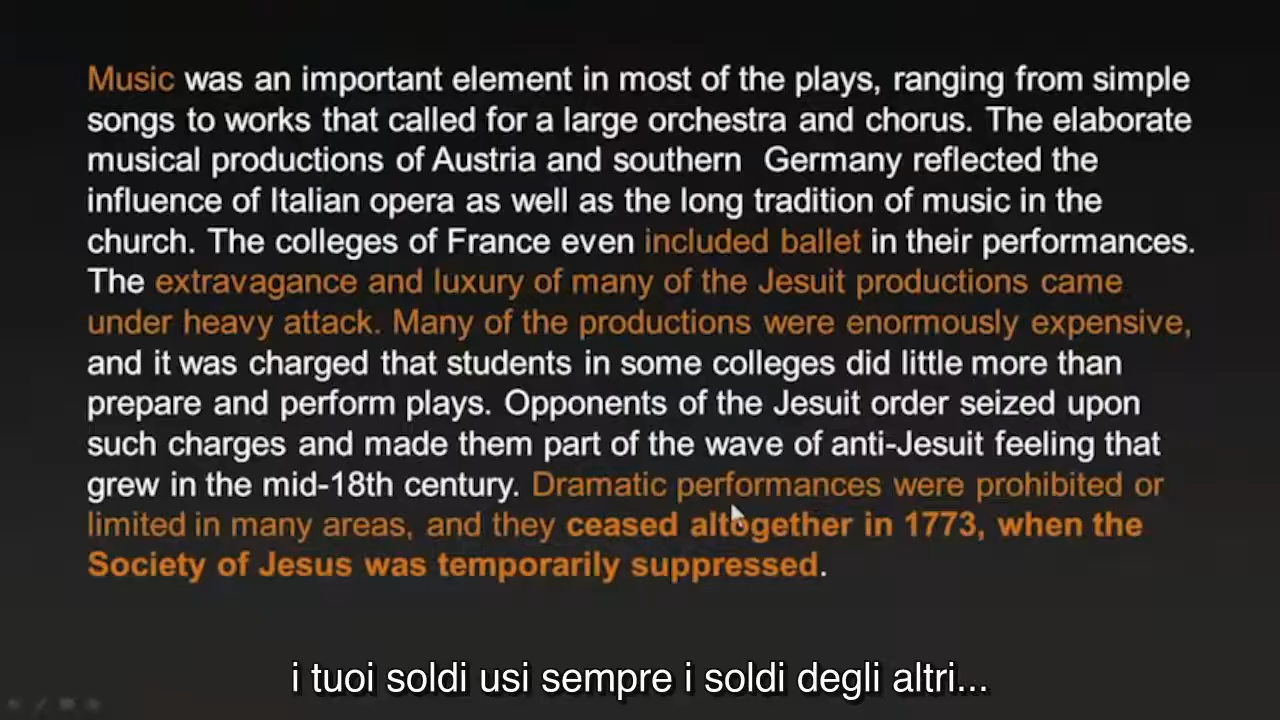 Music was an important element in most of the plays, ranging from simple
songs to works that called for a large orchestra and chorus. The elaborate
musical productions of Austria and southern Germany reflected the
influence of Italian opera as well as the long tradition of music in the
church. The colleges of France even included ballet in their performances.
The extravagance and luxury of many of the Jesuit productions came
under heavy attack. Many of the productions were enormously expensive,
and it was charged that students in some colleges did little more than
prepare and perform plays. Opponents of the Jesuit order seized upon
such charges and made them part of the wave of anti-Jesuit feeling that
grew in the mid-18th century. Dramatic performances were prohibited or
limited in many areas, and they ceased altogether in 1773, when the
Society of Jesus was temporarily suppressed.
i tuoi soldi usi sempre i soldi degli altri...